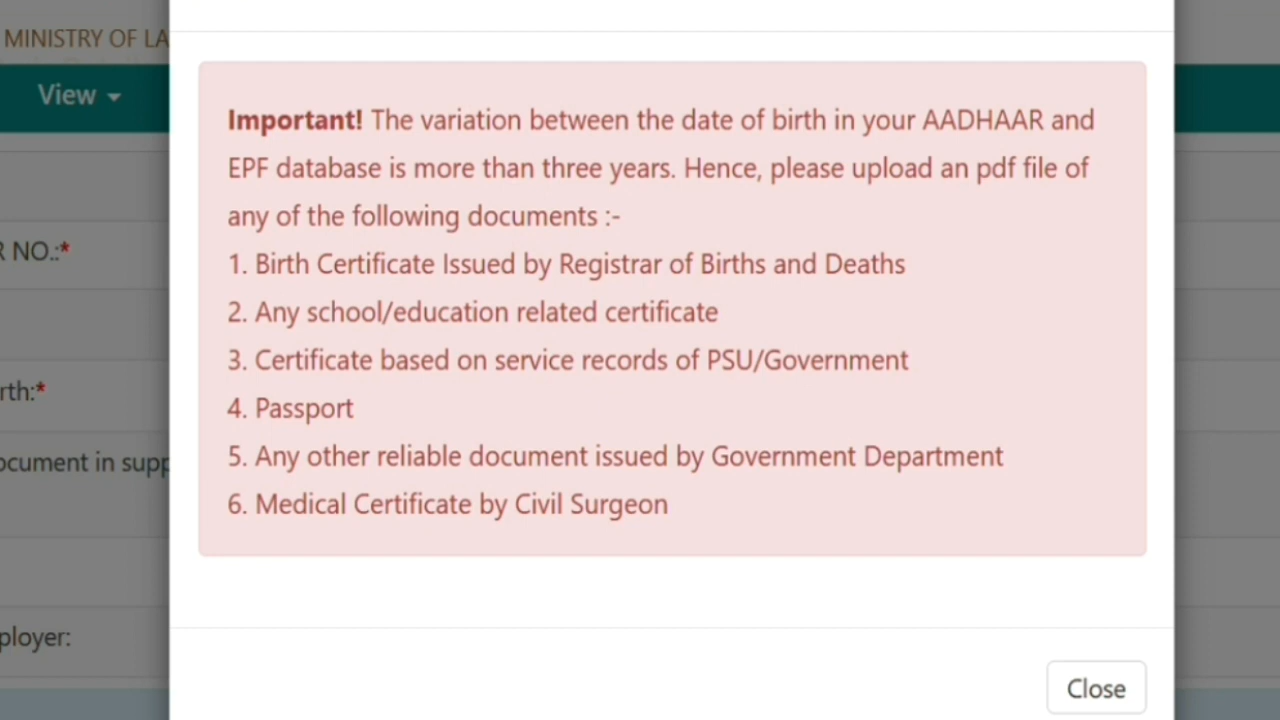 MINISTRY OF LA
View
Important! The variation between the date of birth in your AADHAAR and
EPF database is more than three years. Hence, please upload an pdf file of
any of the following documents :-
1. Birth Certificate Issued by Registrar of Births and Deaths
R NO.:*
2. Any school/education related certificate
3. Certificate based on service records of PSU/Government
rth:*
4. Passport
5. Any other reliable document issued by Government Department
ocument in supp
6. Medical Certificate by Civil Surgeon
ployer:
Close